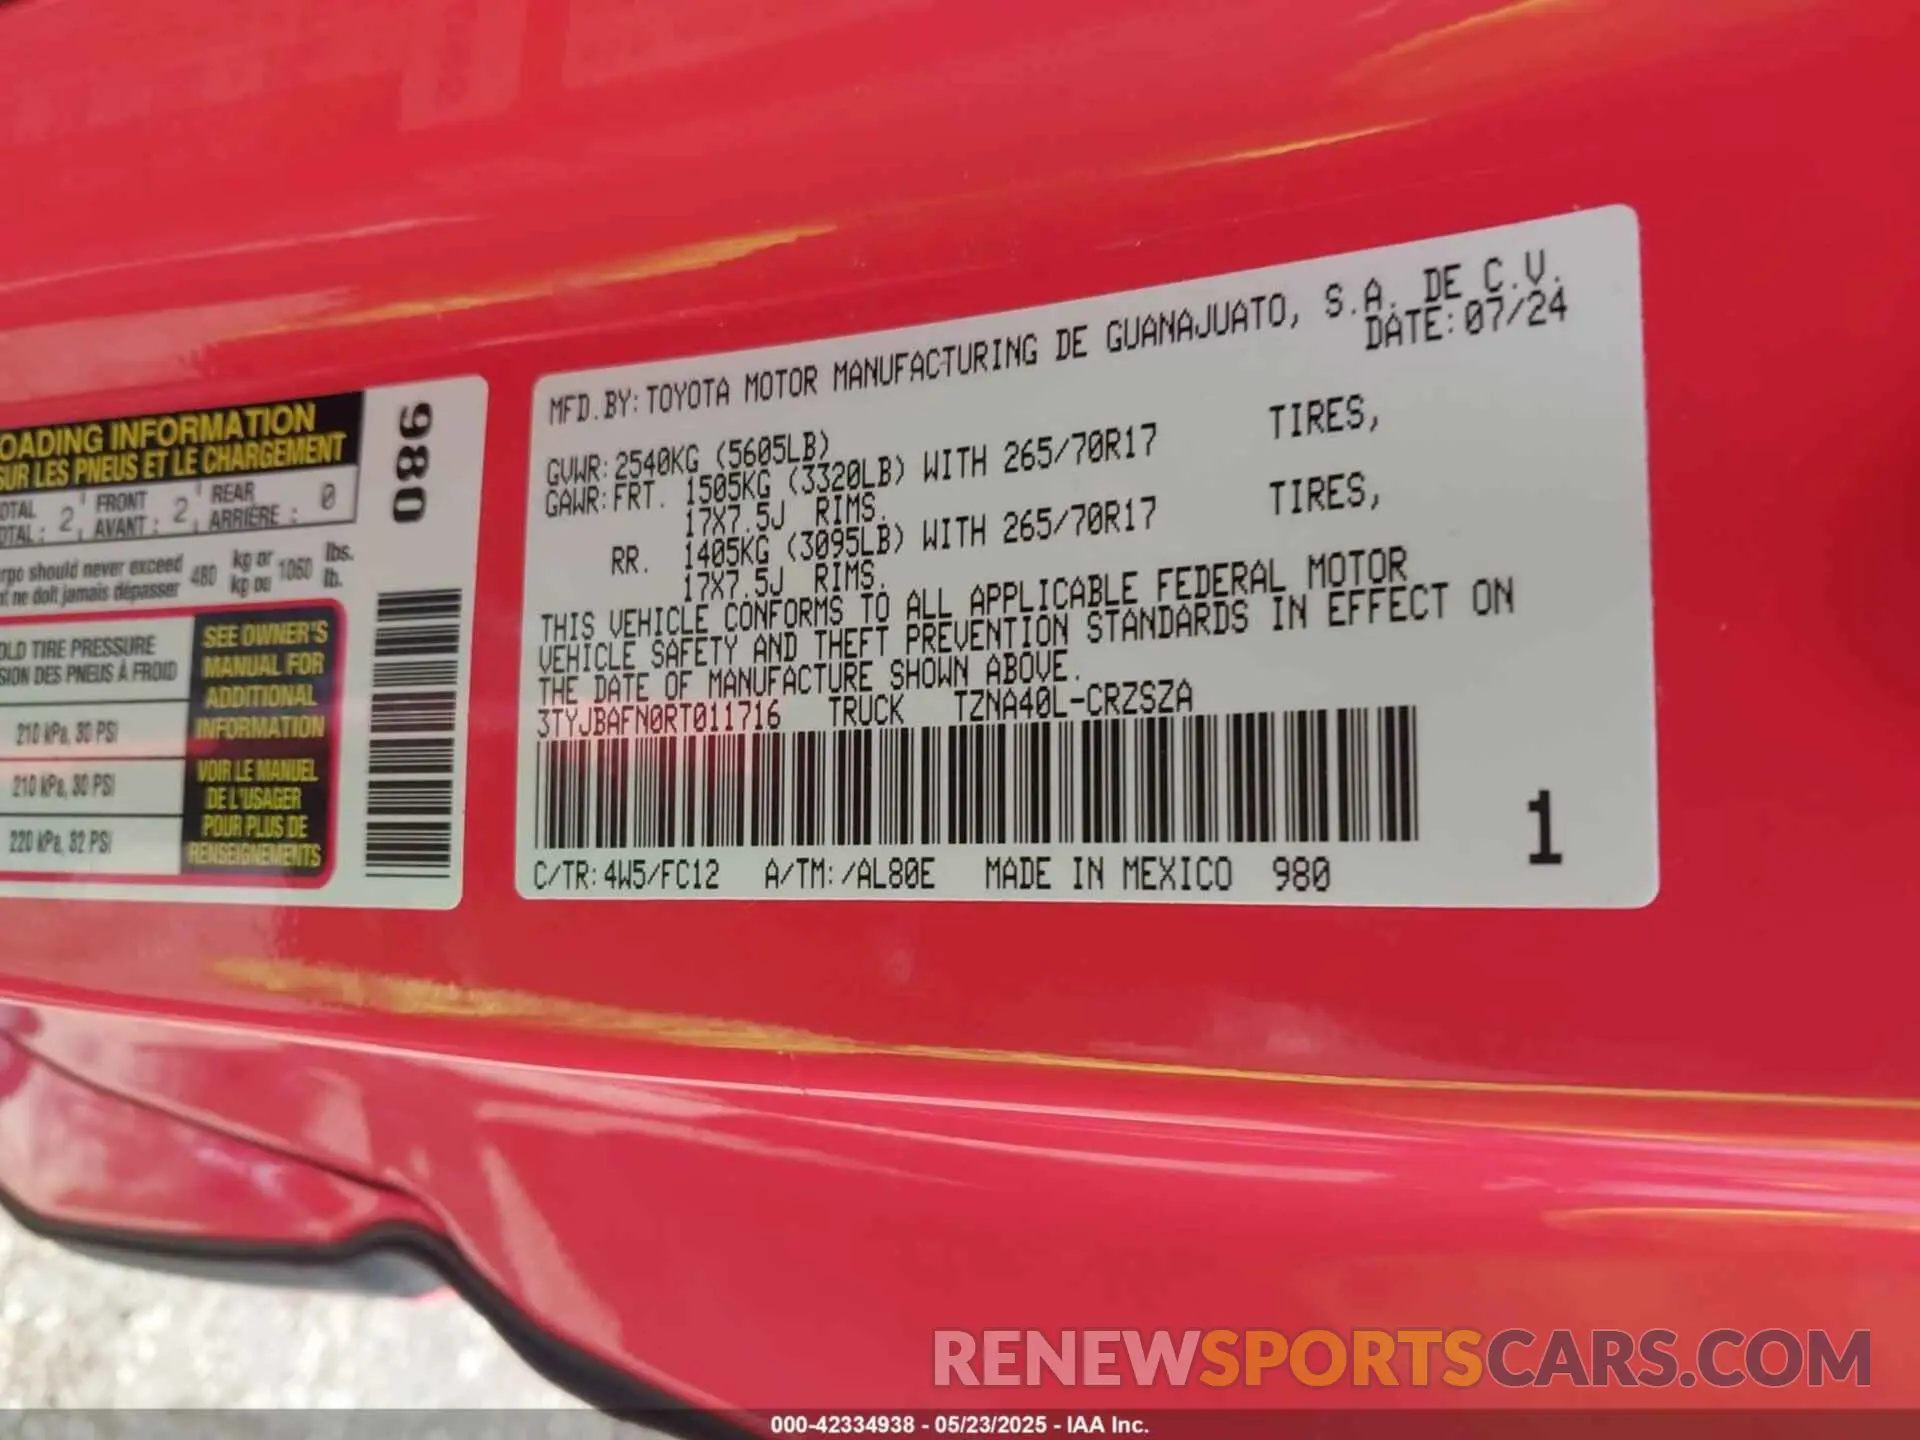 OADING INFORMATION
SUR LES PNEUS ET LE CHARGEMENT
OTAL FRONT REAR
OTAL : 2 AVANT : 2 ARRIÈRE : 0
rgo should never exceed 480 kg or 1060 lbs.
nt ne doit jamais dépasser kg ou lb.
OLD TIRE PRESSURE
SION DES PNEUS À FROID
210 kPa, 30 PSI
210 kPa, 30 PSI
220 kPa, 32 PSI
SEE OWNER'S
MANUAL FOR
ADDITIONAL
INFORMATION
VOIR LE MANUEL
DE L'USAGER
POUR PLUS DE
RENSEIGNEMENTS
980
MFD.BY:TOYOTA MOTOR MANUFACTURING DE GUANAJUATO, S.A. DE C.V.
DATE:07/24
GVWR:2540KG (5605LB)
GAWR:FRT. 1505KG (3320LB) WITH 265/70R17 TIRES,
17X7.5J RIMS.
RR. 1405KG (3095LB) WITH 265/70R17 TIRES,
17X7.5J RIMS.
THIS VEHICLE CONFORMS TO ALL APPLICABLE FEDERAL MOTOR
VEHICLE SAFETY AND THEFT PREVENTION STANDARDS IN EFFECT ON
THE DATE OF MANUFACTURE SHOWN ABOVE.
3TYJBAFN0RT011716 TRUCK TZNA40L-CRZSZA
C/TR:4W5/FC12 A/TM:/AL80E MADE IN MEXICO 980
1
RENEWSPORTSCARS.COM
000-42334938 - 05/23/2025 - IAA Inc.